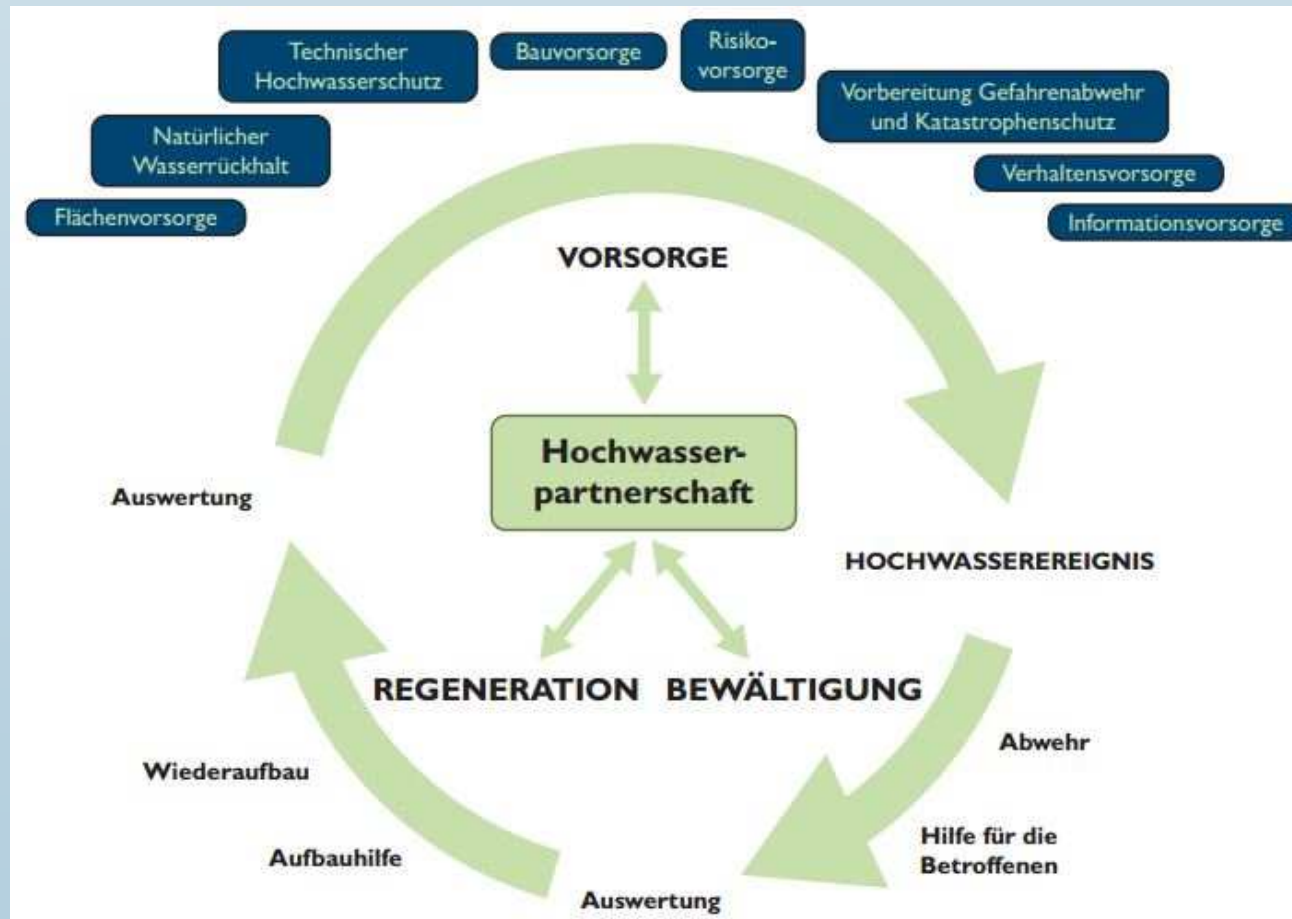 Technischer
Hochwasserschutz
Bauvorsorge
Risiko-
vorsorge
Vorbereitung Gefahrenabwehr
und Katastrophenschutz
Natürlicher
Wasserrückhalt
Verhaltensvorsorge
Flächenvorsorge
Informationsvorsorge
VORSORGE
Hochwasser-
partnerschaft
Auswertung
HOCHWASSEREREIGNIS
REGENERATION
BEWÄLTIGUNG
Abwehr
Wiederaufbau
Hilfe für die
Betroffenen
Aufbauhilfe
Auswertung